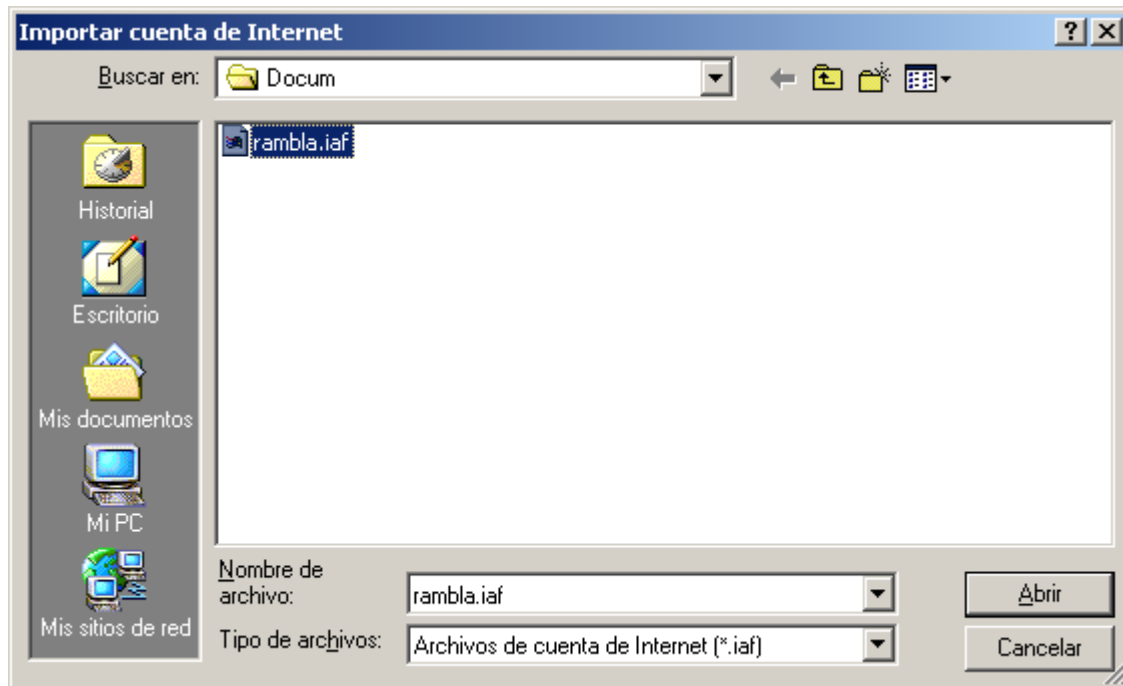 Importar cuenta de Internet
Buscar en:
Docum
rambla.iaf
Historial
Escritorio
Mis documentos
Mi PC
Mis sitios de red
Nombre de
archivo:
rambla.iaf
Abrir
Tipo de archivos:
Archivos de cuenta de Internet (*.iaf)
Cancelar